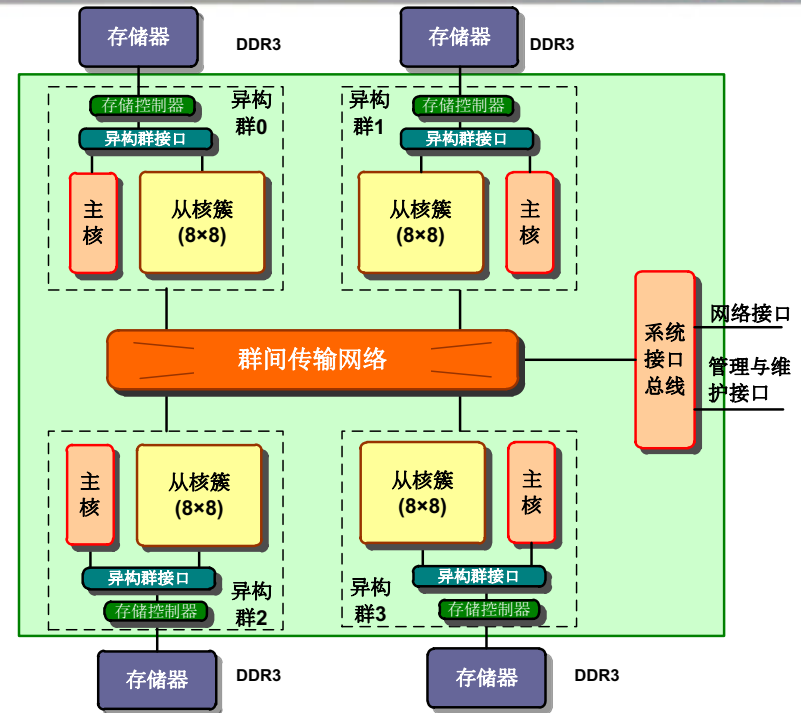 存储器
DDR3
存储器
DDR3
存储控制器
异构
群0
异构群接口
主
核
从核簇
(8×8)
异构
群1
存储控制器
异构群接口
从核簇
(8×8)
主
核
群间传输网络
系统
接口
总线
网络接口
管理与维
护接口
主
核
从核簇
(8×8)
异构群接口
存储控制器
异构
群2
从核簇
(8×8)
主
核
异构群接口
异构
群3
存储控制器
存储器
DDR3
存储器
DDR3